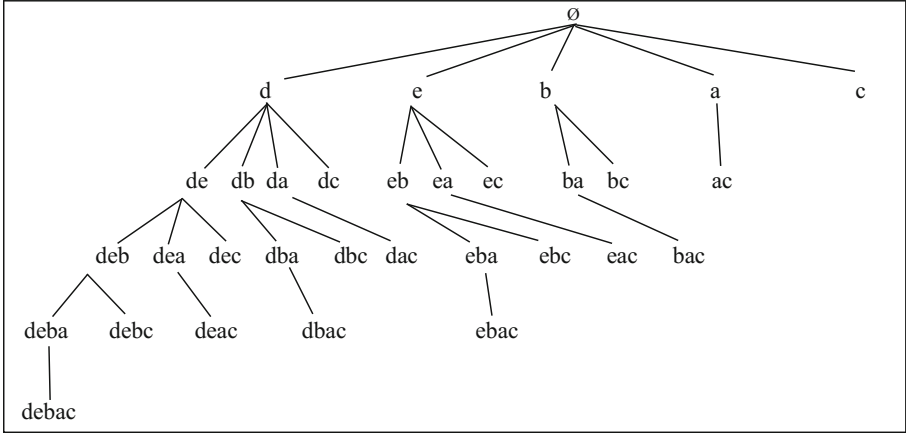 ø
d e b a c
de db da dc eb ea ec ba bc ac
deb dea dec dba dbc dac eba ebc eac bac
deba debc deac dbac ebac
debac